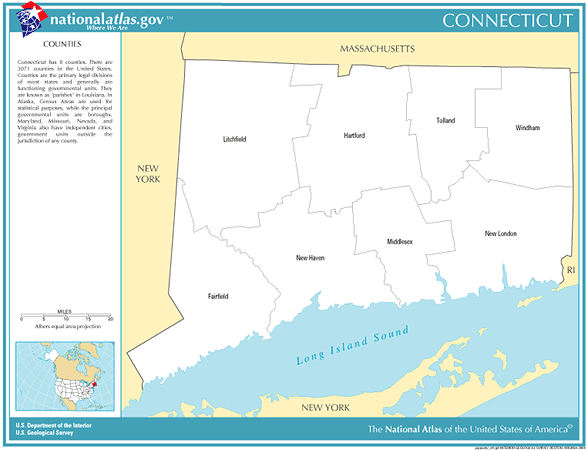 nationalatlas.gov™
Where We Are
CONNECTICUT
COUNTIES
Connecticut has 8 counties. There are
3071 counties in the United States.
Counties are the primary legal divisions
of most states and generally are
functioning governmental units. They
are known as 'parishes' in Louisiana. In
Alaska, Census Areas are used for
statistical purposes, while the principal
governmental units are boroughs.
Maryland, Missouri, Nevada, and
Virginia also have independent cities,
government units outside the
jurisdiction of any county.
MASSACHUSETTS
Tolland
Windham
Hartford
Litchfield
NEW
YORK
New London
Middlesex
New Haven
RI
Fairfield
MILES
0 5 10 15 20
Albers equal area projection
Long Island Sound
NEW YORK
U.S. Department of the Interior
U.S. Geological Survey
The National Atlas of the United States of America®